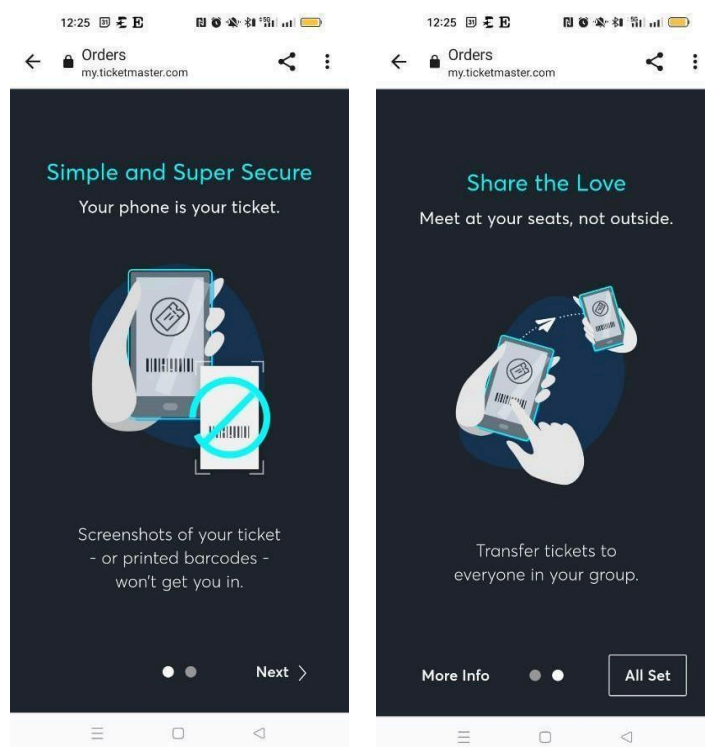 12:25
Orders
my.ticketmaster.com
Simple and Super Secure
Your phone is your ticket.
Screenshots of your ticket
- or printed barcodes -
won't get you in.
Next
12:25
Orders
my.ticketmaster.com
Share the Love
Meet at your seats, not outside.
Transfer tickets to
everyone in your group.
More Info
All Set